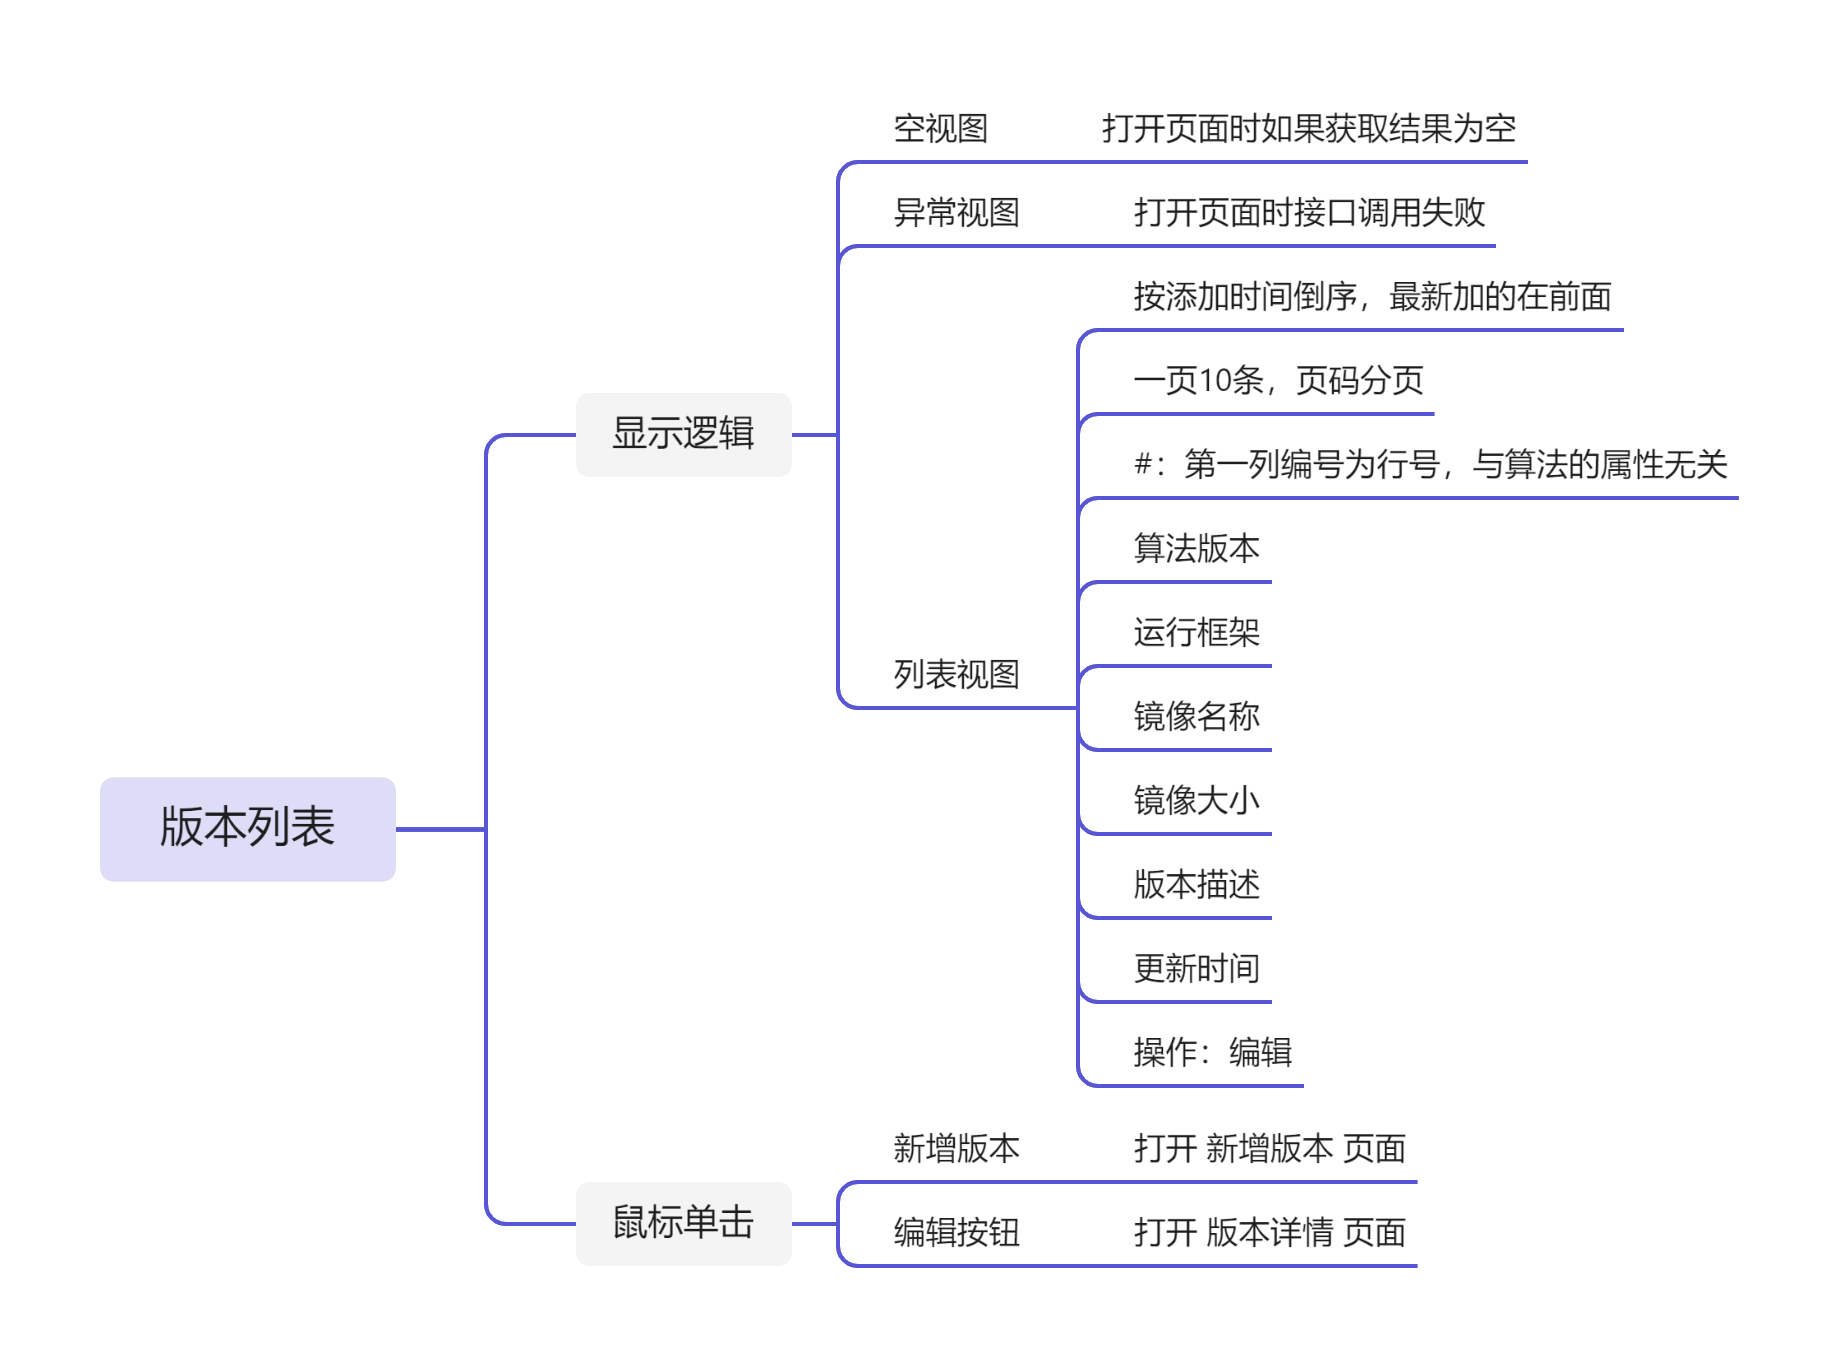 版本列表
显示逻辑
空视图 打开页面时如果获取结果为空
异常视图 打开页面时接口调用失败
列表视图
按添加时间倒序，最新加的在前面
一页10条，页码分页
#：第一列编号为行号，与算法的属性无关
算法版本
运行框架
镜像名称
镜像大小
版本描述
更新时间
操作：编辑
鼠标单击
新增版本 打开 新增版本 页面
编辑按钮 打开 版本详情 页面